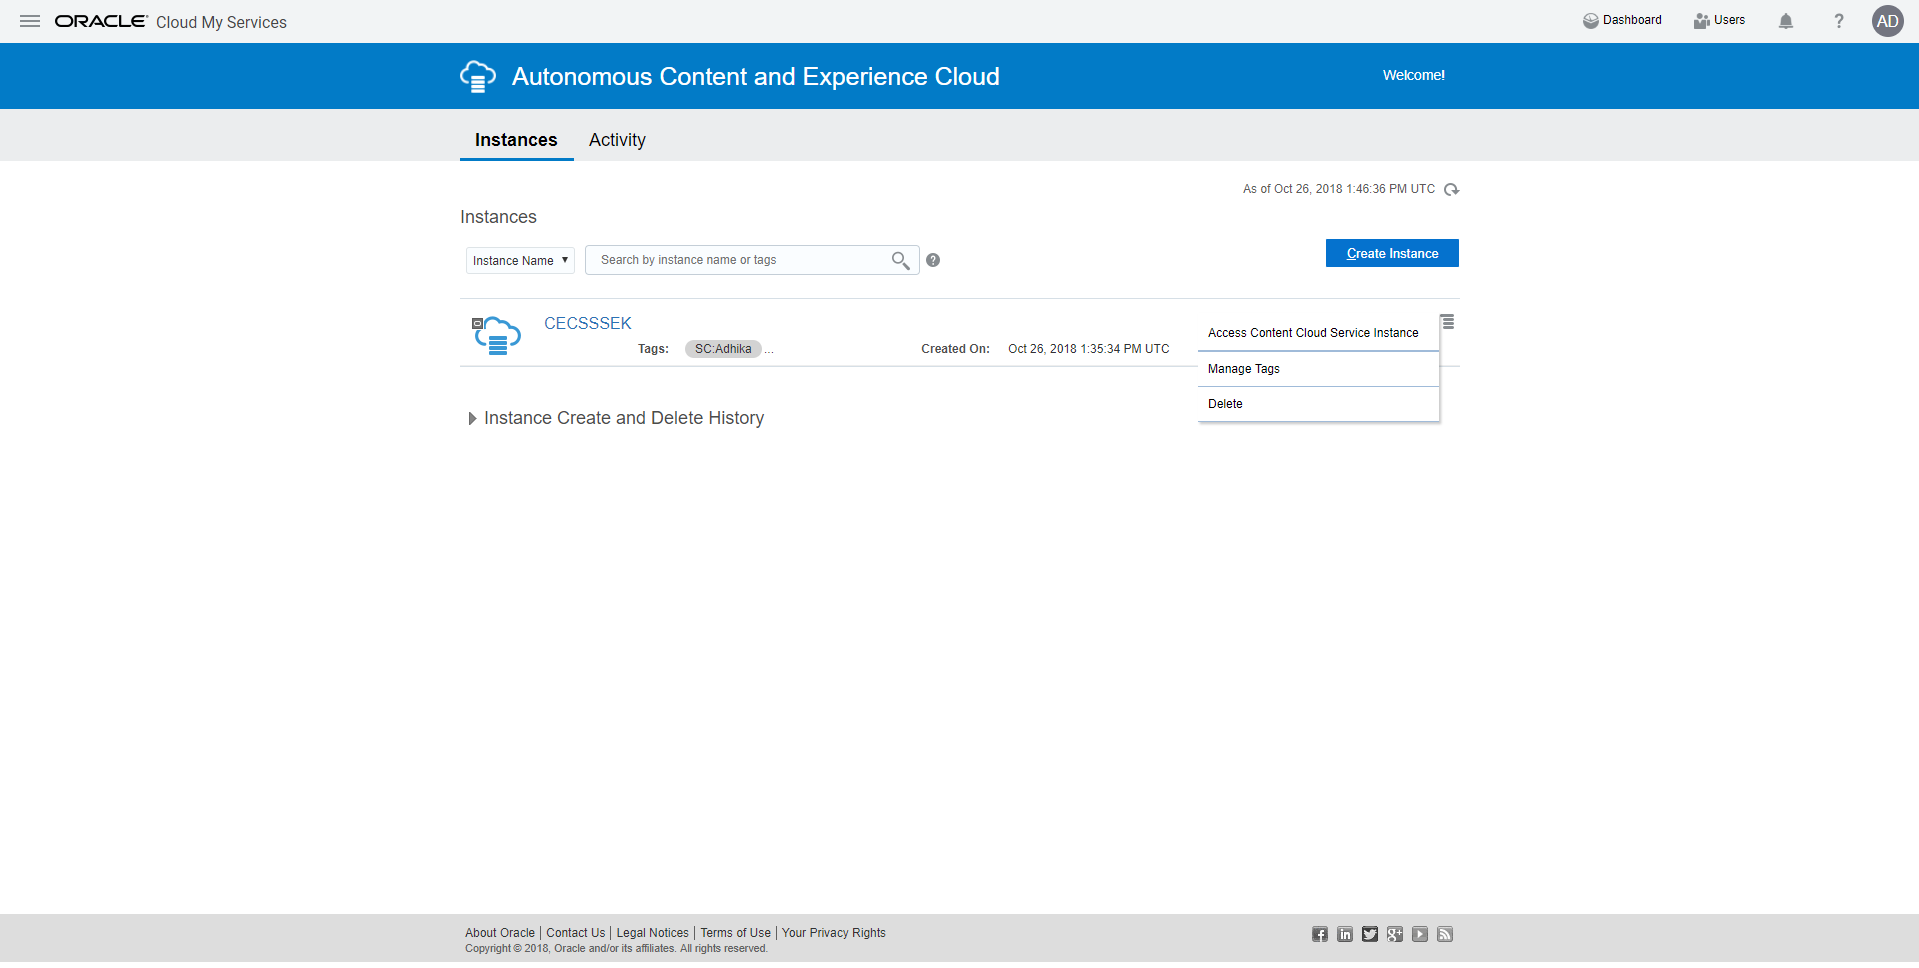 ORACLE Cloud My Services
Dashboard
Users
?
AD
Autonomous Content and Experience Cloud
Welcome!
Instances
Activity
As of Oct 26, 2018 1:46:36 PM UTC
Instances
Instance Name
Search by instance name or tags
?
Create Instance
CECSSSEK
Tags: SC:Adhika ...
Created On: Oct 26, 2018 1:35:34 PM UTC
Access Content Cloud Service Instance
Manage Tags
Delete
Instance Create and Delete History
About Oracle | Contact Us | Legal Notices | Terms of Use | Your Privacy Rights
Copyright © 2018, Oracle and/or its affiliates. All rights reserved.